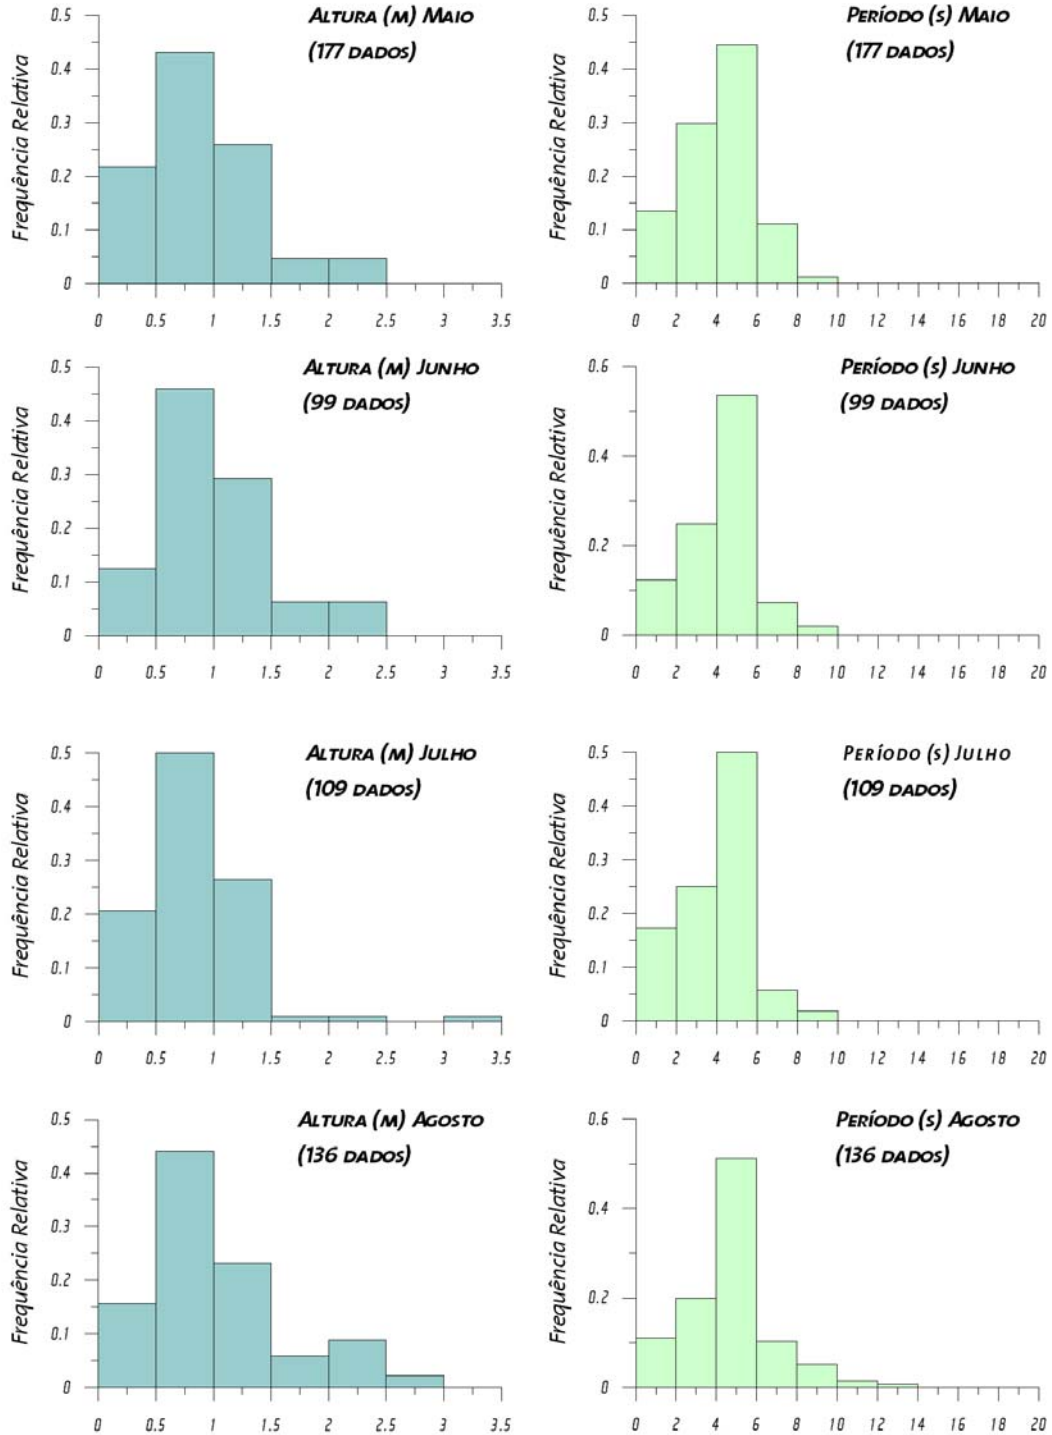 ALTURA (M) MAIO
(177 DADOS)
Frequência Relativa
0.5
0.4
0.3
0.2
0.1
0
0 0.5 1 1.5 2 2.5 3 3.5
PERÍODO (S) MAIO
(177 DADOS)
Frequência Relativa
0.5
0.4
0.3
0.2
0.1
0
0 2 4 6 8 10 12 14 16 18 20
ALTURA (M) JUNHO
(99 DADOS)
Frequência Relativa
0.5
0.4
0.3
0.2
0.1
0
0 0.5 1 1.5 2 2.5 3 3.5
PERÍODO (S) JUNHO
(99 DADOS)
Frequência Relativa
0.6
0.4
0.2
0
0 2 4 6 8 10 12 14 16 18 20
ALTURA (M) JULHO
(109 DADOS)
Frequência Relativa
0.5
0.4
0.3
0.2
0.1
0
0 0.5 1 1.5 2 2.5 3 3.5
PERÍODO (S) JULHO
(109 DADOS)
Frequência Relativa
0.5
0.4
0.3
0.2
0.1
0
0 2 4 6 8 10 12 14 16 18 20
ALTURA (M) AGOSTO
(136 DADOS)
Frequência Relativa
0.5
0.4
0.3
0.2
0.1
0
0 0.5 1 1.5 2 2.5 3 3.5
PERÍODO (S) AGOSTO
(136 DADOS)
Frequência Relativa
0.6
0.4
0.2
0
0 2 4 6 8 10 12 14 16 18 20